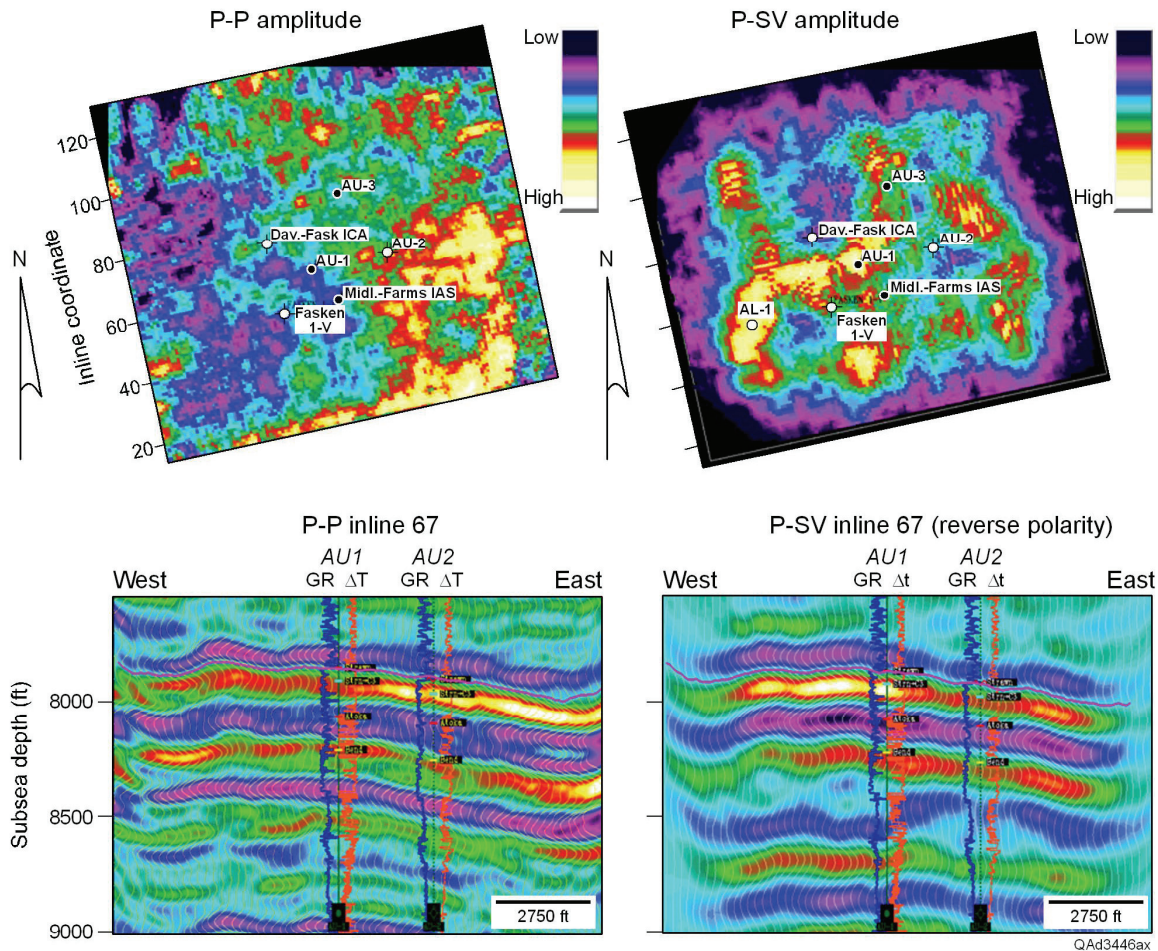 P-P amplitude
P-SV amplitude
Low
High
Low
High
120
100
80
60
40
20
Inline coordinate
N
N
AU-3
Dav.-Fask ICA
AU-2
AU-1
Midl.-Farms IAS
Fasken
1-V
AU-3
Dav.-Fask ICA
AU-2
AU-1
Midl.-Farms IAS
AL-1
Fasken
1-V
P-P inline 67
AU1 AU2
West GR ΔT GR ΔT East
P-SV inline 67 (reverse polarity)
AU1 AU2
West GR Δt GR Δt East
Subsea depth (ft)
8000
8500
9000
2750 ft
2750 ft
QAd3446ax